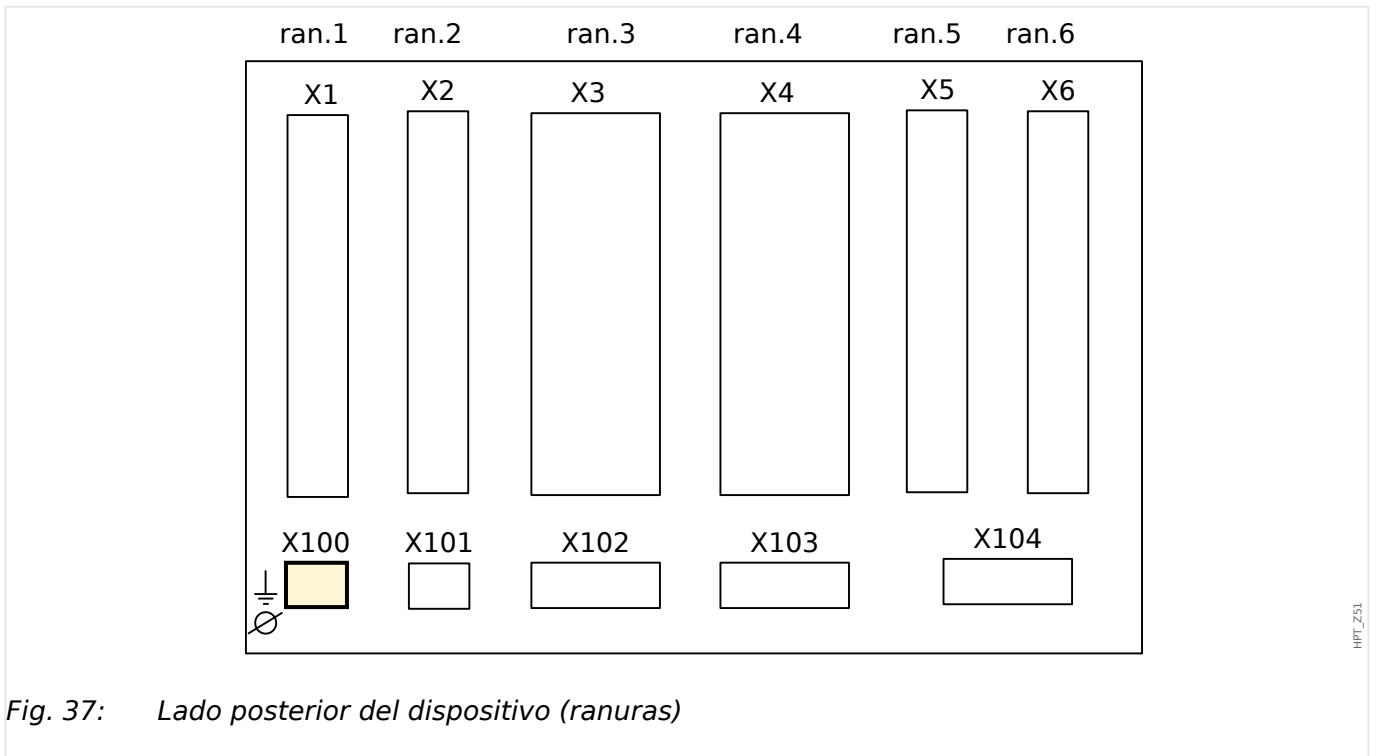 ran.1 ran.2 ran.3 ran.4 ran.5 ran.6
X1 X2 X3 X4 X5 X6
X100 X101 X102 X103 X104
HPT_Z51
Fig. 37: Lado posterior del dispositivo (ranuras)